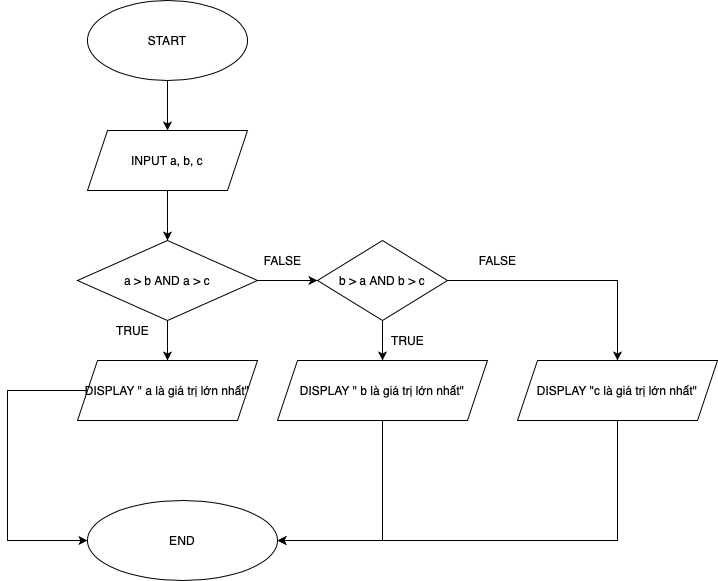 START
INPUT a, b, c
a > b AND a > c
FALSE
b > a AND b > c
FALSE
TRUE
TRUE
DISPLAY " a là giá trị lớn nhất"
DISPLAY " b là giá trị lớn nhất"
DISPLAY "c là giá trị lớn nhất"
END